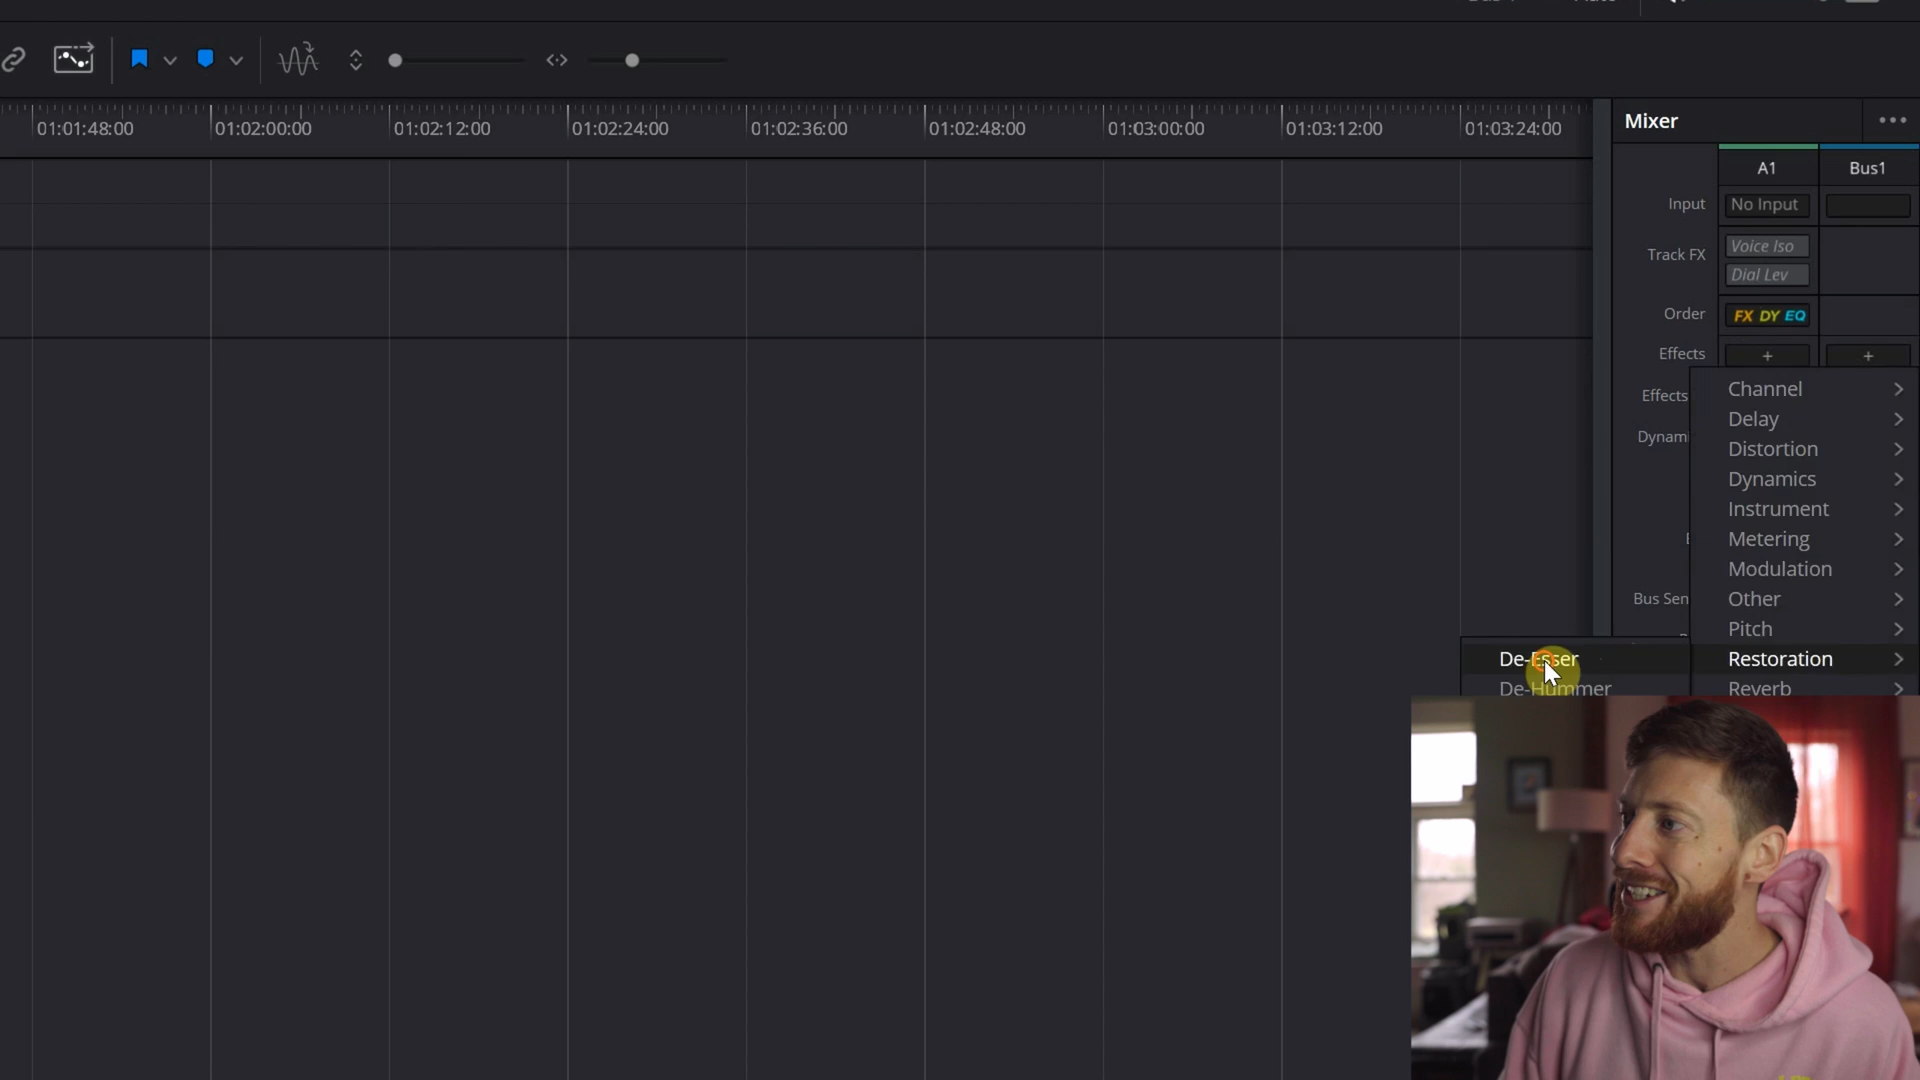 01:01:48:00 01:02:00:00 01:02:12:00 01:02:24:00 01:02:36:00 01:02:48:00 01:03:00:00 01:03:12:00 01:03:24:00
Mixer
A1 Bus1
Input No Input
Track FX Voice Iso
Dial Lev
Order FX DY EQ
Effects + +
Effects
Dynami
Bus Sen
Channel
Delay
Distortion
Dynamics
Instrument
Metering
Modulation
Other
Pitch
Restoration
Reverb
De-Esser
De-Hummer